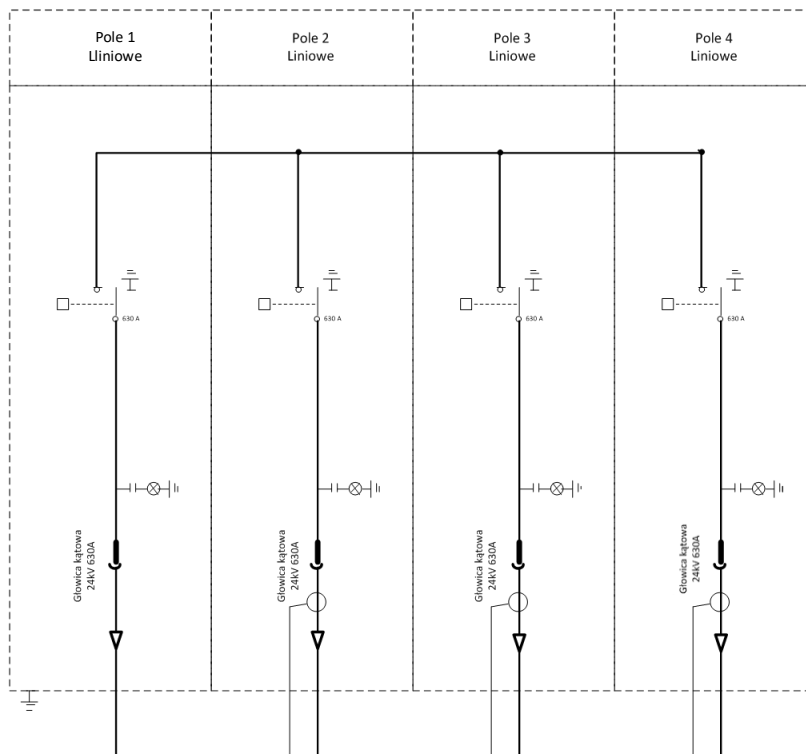 Pole 1
Lliniowe
Pole 2
Liniowe
Pole 3
Liniowe
Pole 4
Liniowe
630 A
630 A
630 A
630 A
Głowica kątowa
24kV 630A
Głowica kątowa
24kV 630A
Głowica kątowa
24kV 630A
Głowica kątowa
24kV 630A